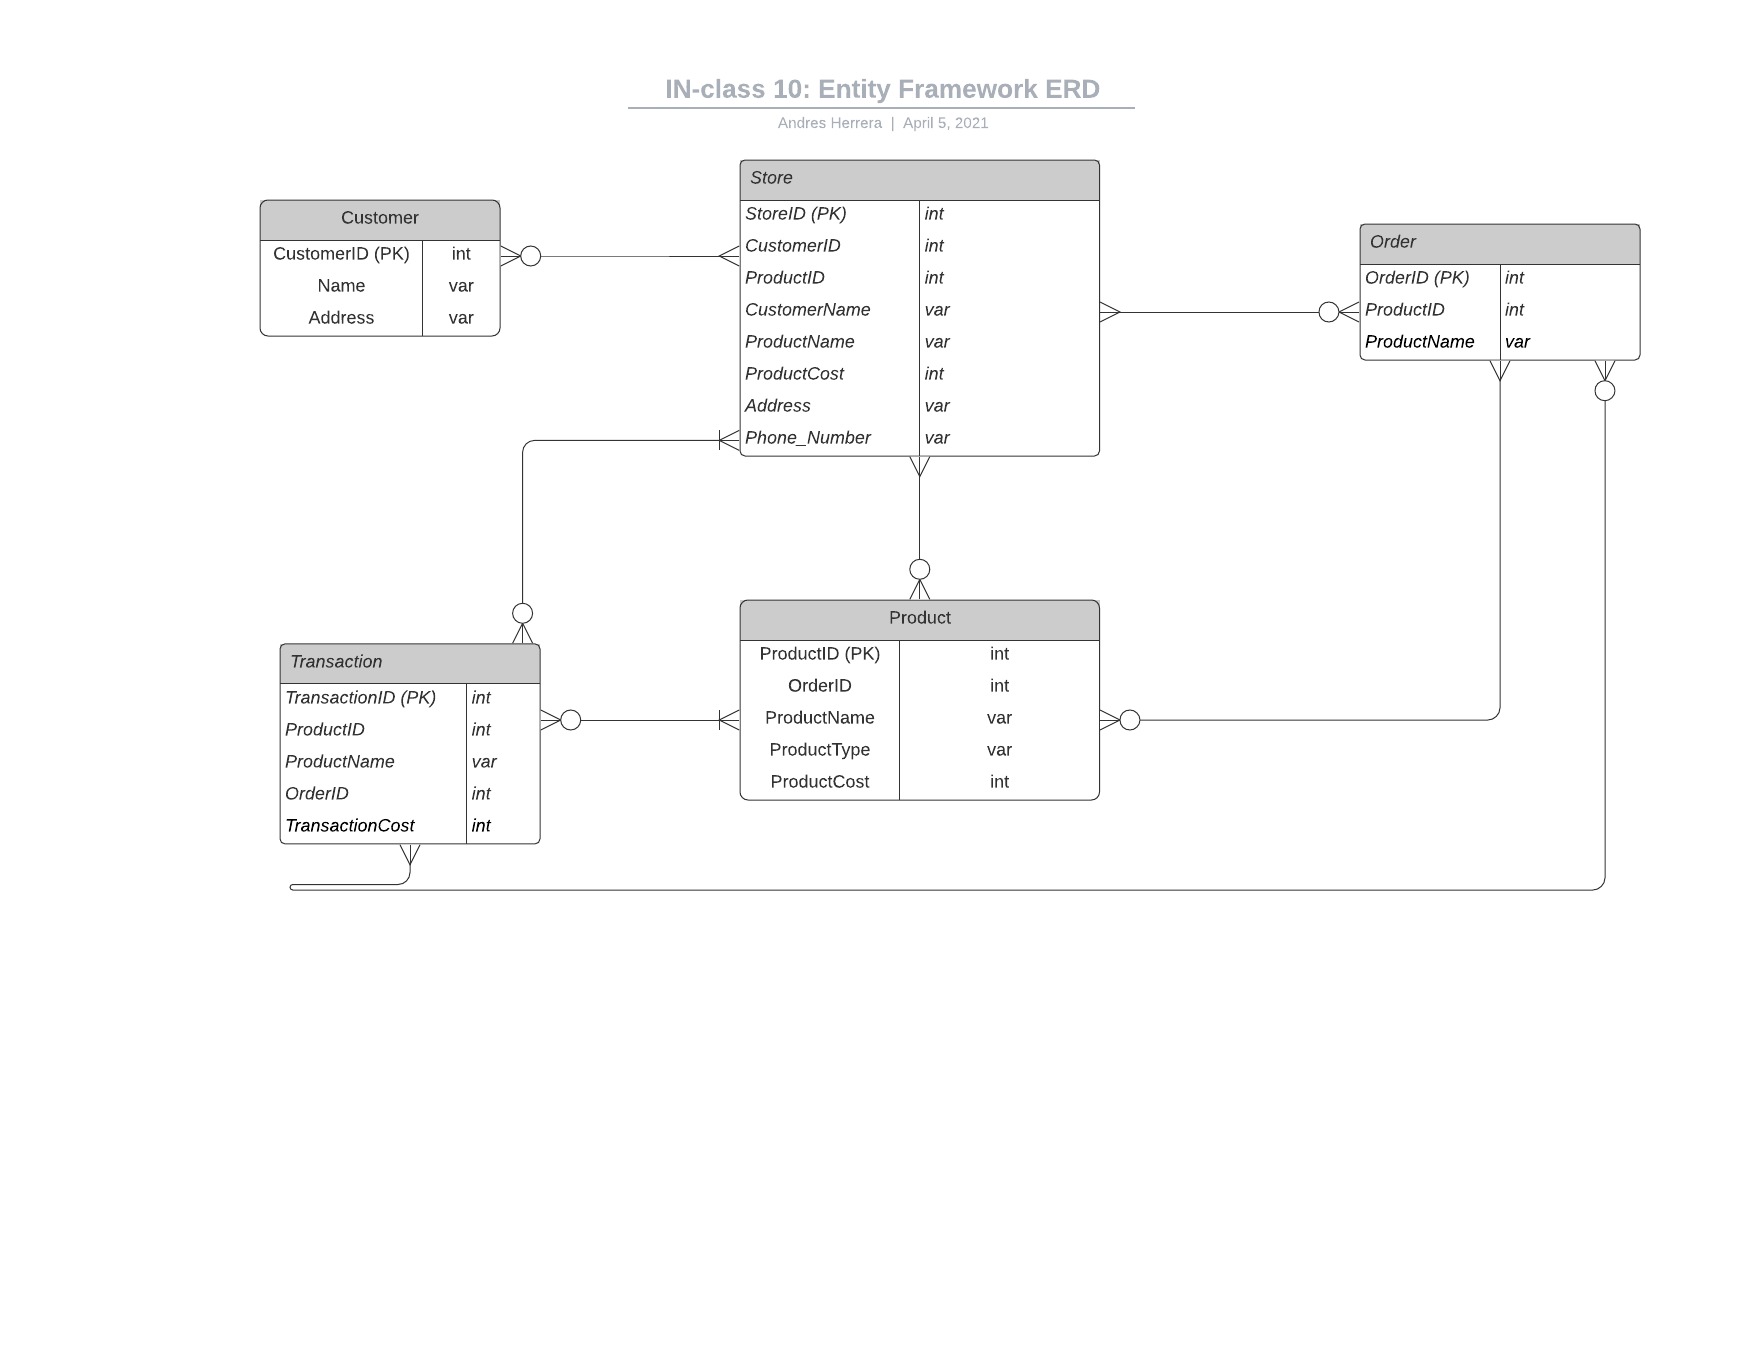 IN-class 10: Entity Framework ERD
Andres Herrera | April 5, 2021
Customer
CustomerID (PK) int
Name var
Address var
Store
StoreID (PK) int
CustomerID int
ProductID int
CustomerName var
ProductName var
ProductCost int
Address var
Phone_Number var
Order
OrderID (PK) int
ProductID int
ProductName var
Transaction
TransactionID (PK) int
ProductID int
ProductName var
OrderID int
TransactionCost int
Product
ProductID (PK) int
OrderID int
ProductName var
ProductType var
ProductCost int